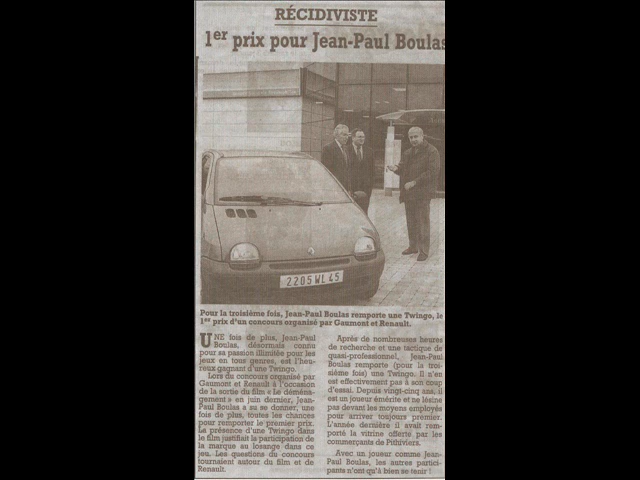 RÉCIDIVISTE
1er prix pour Jean-Paul Boulas
2205 WL 45
Pour la troisième fois, Jean-Paul Boulas remporte une Twingo, le
1er prix d'un concours organisé par Gaumont et Renault.
UNE fois de plus, Jean-Paul
Boulas, désormais connu
pour sa passion illimitée pour les
jeux en tous genres, est l'heu-
reux gagnant d'une Twingo.
Lors du concours organisé par
Gaumont et Renault à l'occasion
de la sortie du film « Le déména-
gement » en juin dernier, Jean-
Paul Boulas a su se donner, une
fois de plus, toutes les chances
pour remporter le premier prix.
La présence d'une Twingo dans
le film justifiait la participation de
la marque au losange dans ce
jeu. Les questions du concours
tournaient autour du film et de
Renault.
Après de nombreuses heures
de recherche et une tactique de
quasi-professionnel, Jean-Paul
Boulas remporte (pour la troi-
sième fois) une Twingo. Il n'en
est effectivement pas à son coup
d'essai. Depuis vingt-cinq ans, il
est un joueur émérite et ne lésine
pas devant les moyens employés
pour arriver toujours premier.
L'année dernière il avait rem-
porté la vitrine offerte par les
commerçants de Pithiviers.
Avec un joueur comme Jean-
Paul Boulas, les autres partici-
pants n'ont qu'à bien se tenir !